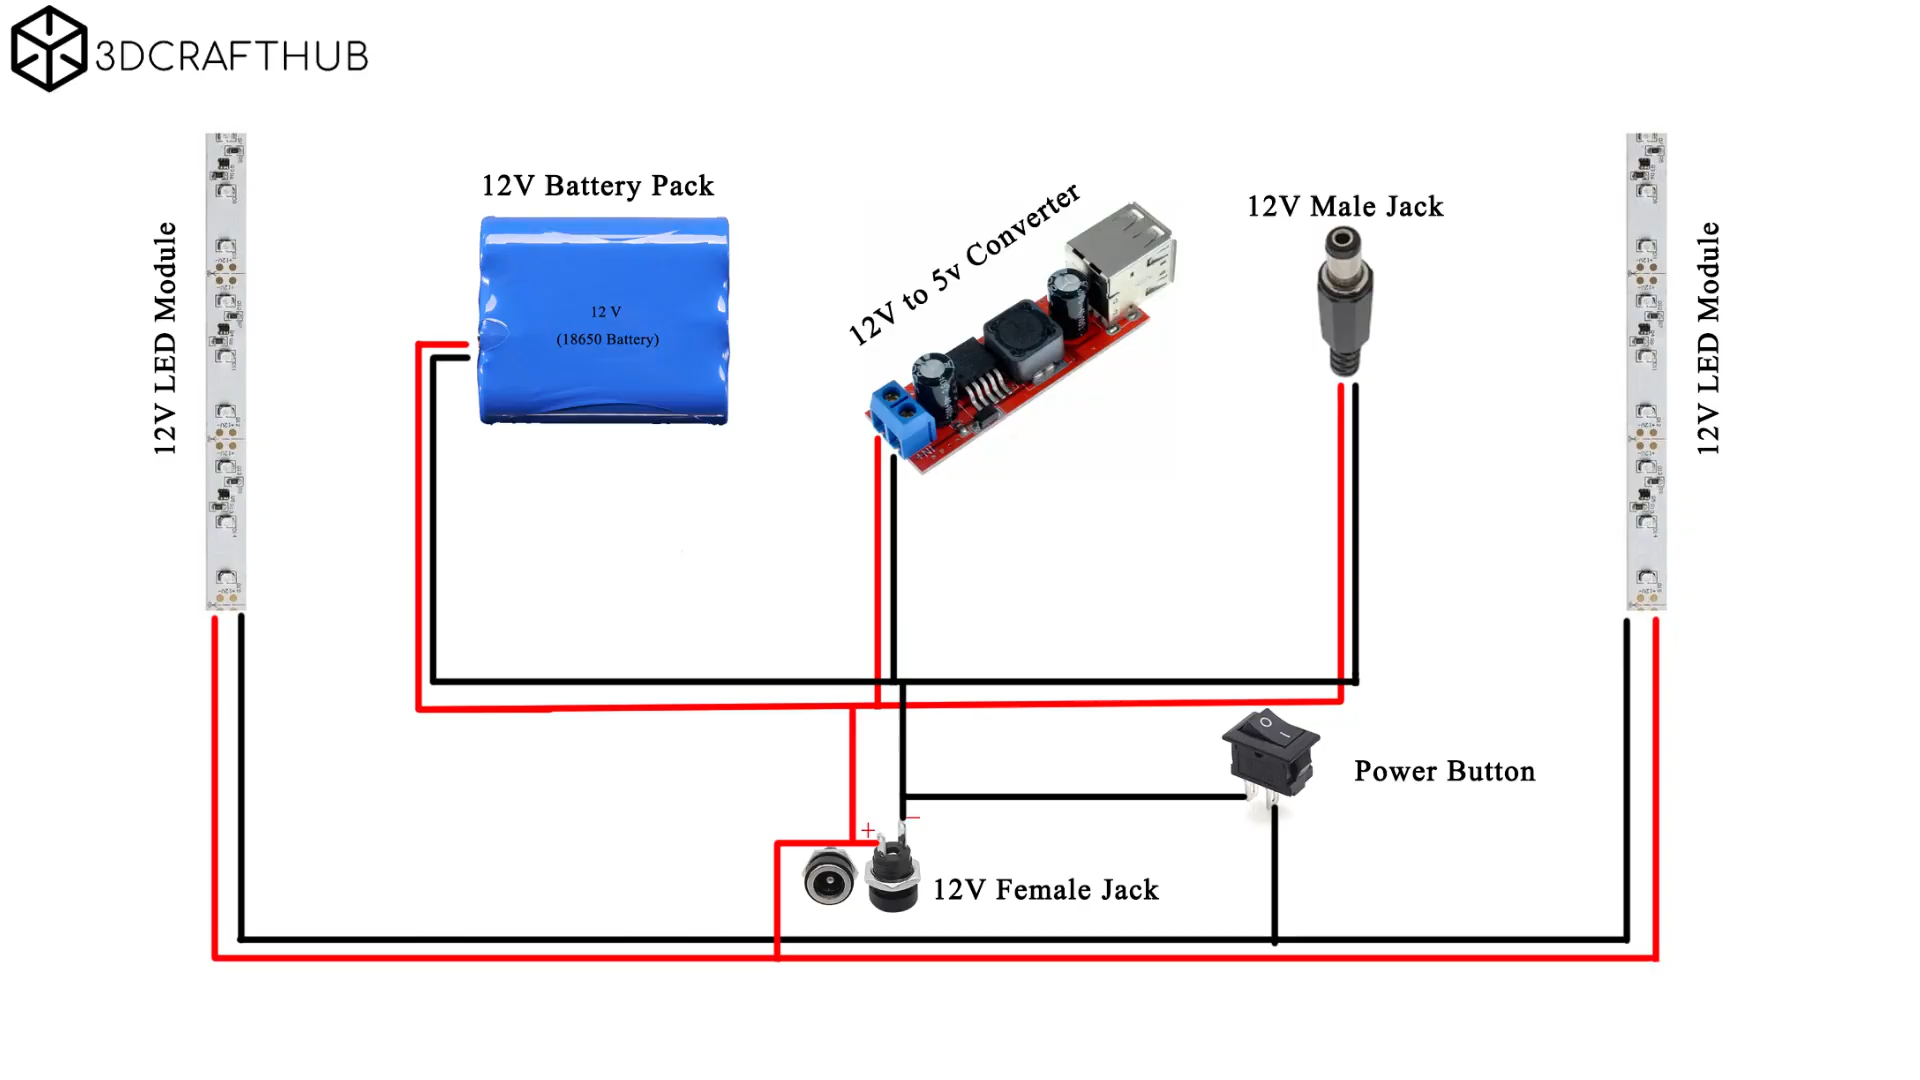 3DCRAFTHUB
12V LED Module
12V Battery Pack
12 V
(18650 Battery)
12V to 5v Converter
12V Male Jack
12V LED Module
Power Button
+
−
12V Female Jack